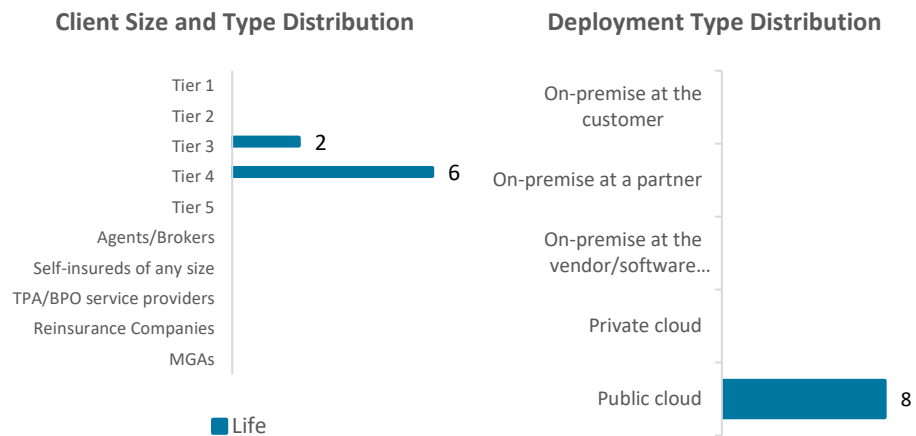 Client Size and Type Distribution
Tier 1
Tier 2
Tier 3
2
Tier 4
6
Tier 5
Agents/Brokers
Self-insureds of any size
TPA/BPO service providers
Reinsurance Companies
MGAs
Life
Deployment Type Distribution
On-premise at the
customer
On-premise at a partner
On-premise at the
vendor/software…
Private cloud
Public cloud
8